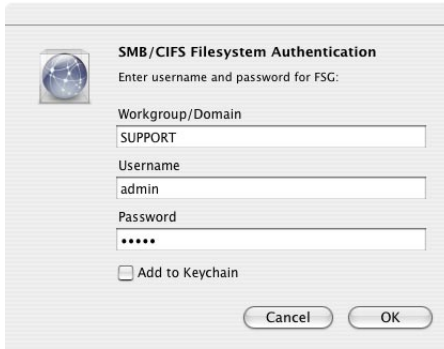 SMB/CIFS Filesystem Authentication
Enter username and password for FSG:
Workgroup/Domain
SUPPORT
Username
admin
Password
•••••
Add to Keychain
Cancel OK